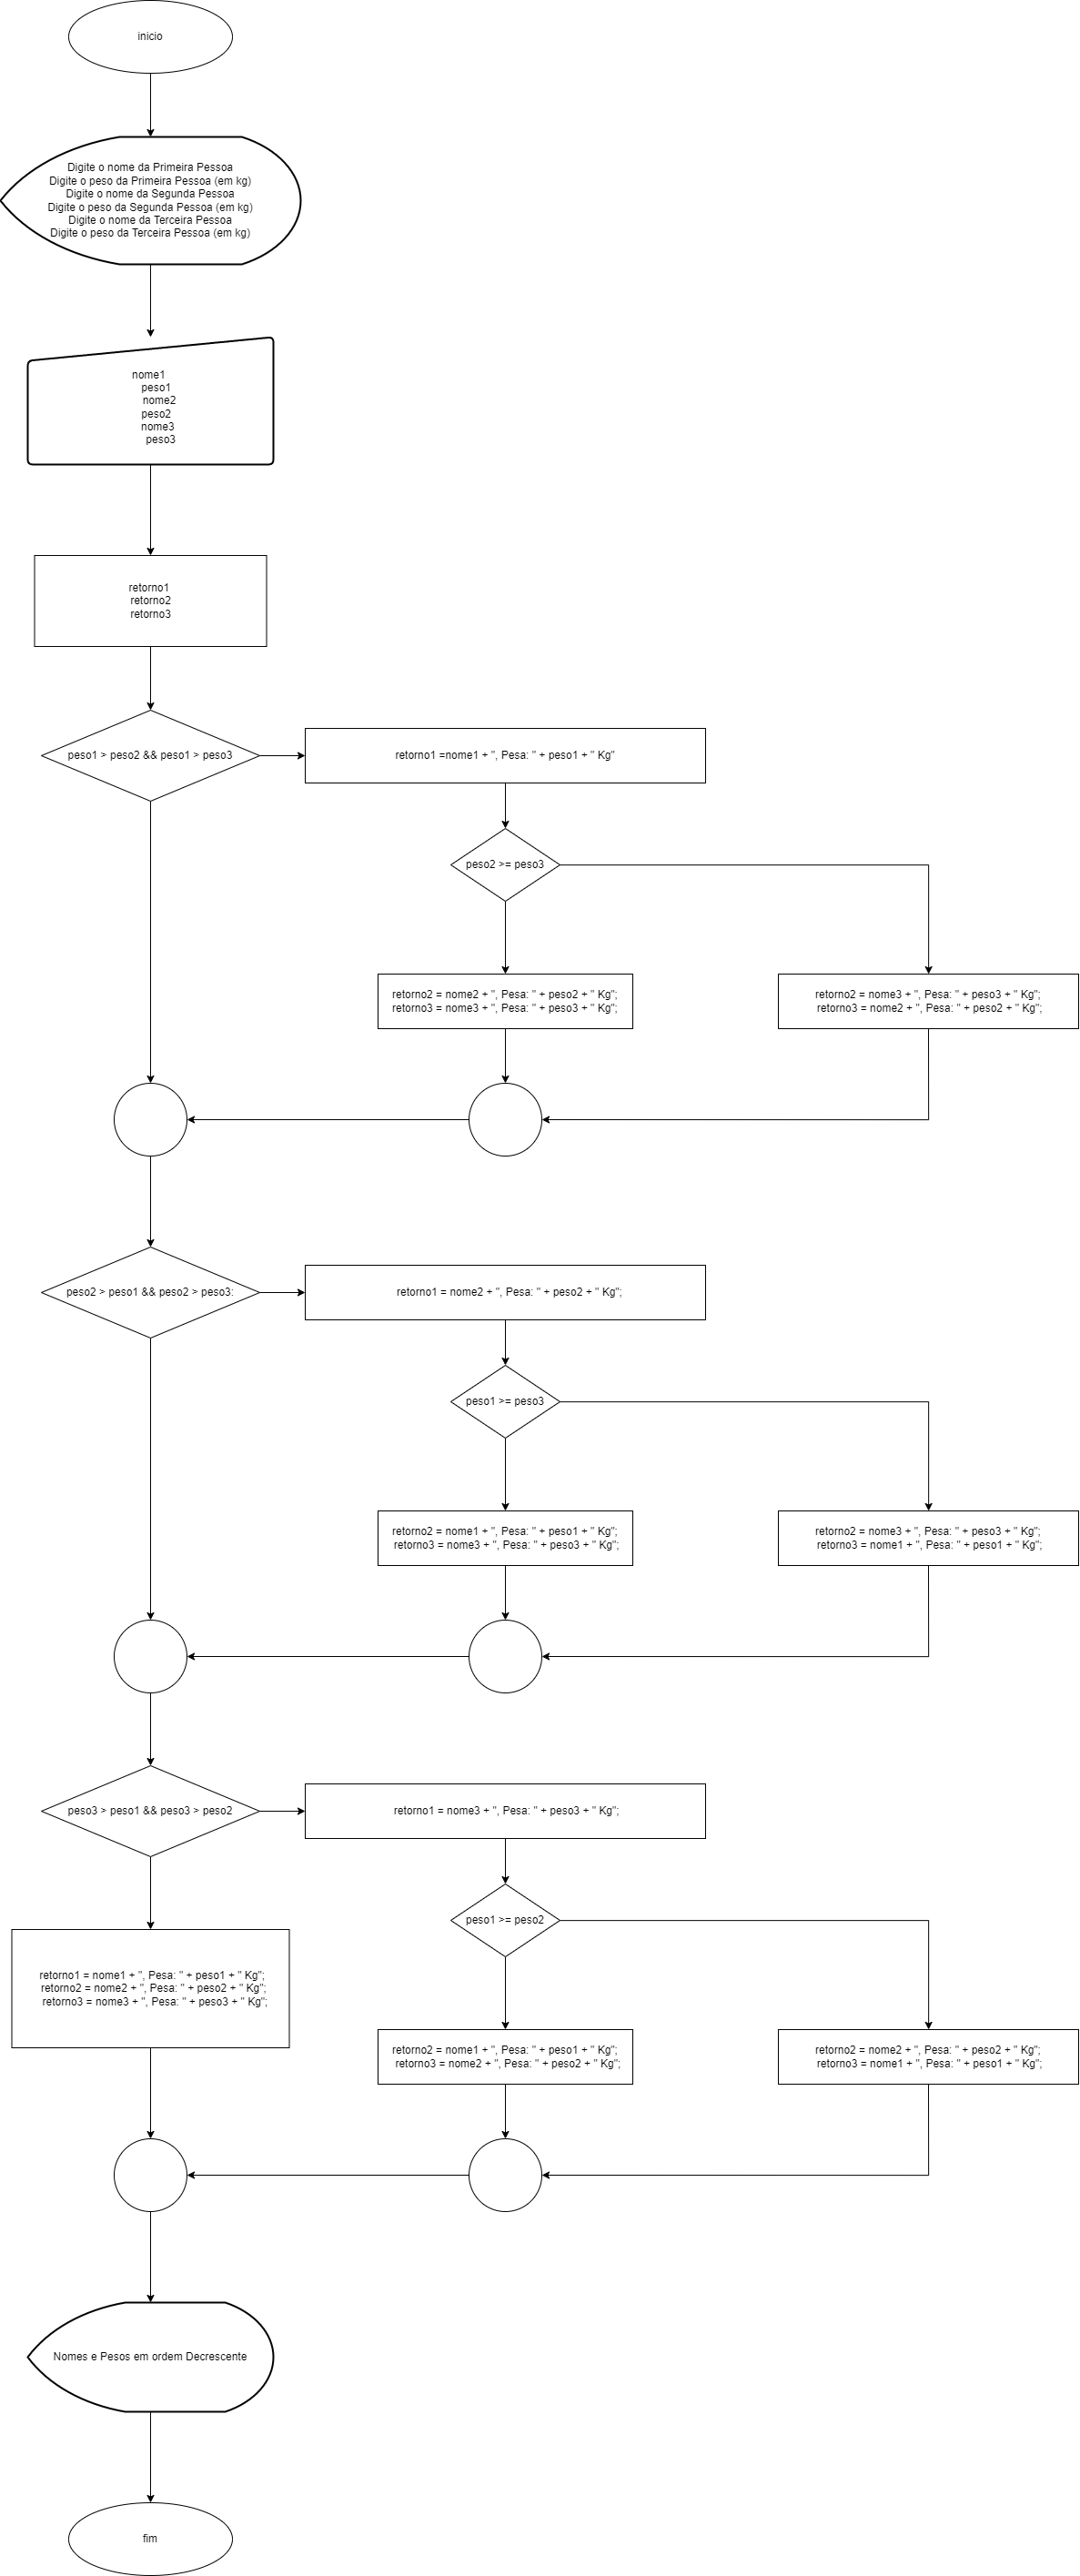 inicio
Digite o nome da Primeira Pessoa
Digite o peso da Primeira Pessoa (em kg)
Digite o nome da Segunda Pessoa
Digite o peso da Segunda Pessoa (em kg)
Digite o nome da Terceira Pessoa
Digite o peso da Terceira Pessoa (em kg)
nome1
peso1
nome2
peso2
nome3
peso3
retorno1
retorno2
retorno3
peso1 > peso2 && peso1 > peso3
retorno1 =nome1 + ", Pesa: " + peso1 + " Kg"
peso2 >= peso3
retorno2 = nome2 + ", Pesa: " + peso2 + " Kg";
retorno3 = nome3 + ", Pesa: " + peso3 + " Kg";
retorno2 = nome3 + ", Pesa: " + peso3 + " Kg";
retorno3 = nome2 + ", Pesa: " + peso2 + " Kg";
peso2 > peso1 && peso2 > peso3:
retorno1 = nome2 + ", Pesa: " + peso2 + " Kg";
peso1 >= peso3
retorno2 = nome1 + ", Pesa: " + peso1 + " Kg";
retorno3 = nome3 + ", Pesa: " + peso3 + " Kg";
retorno2 = nome3 + ", Pesa: " + peso3 + " Kg";
retorno3 = nome1 + ", Pesa: " + peso1 + " Kg";
peso3 > peso1 && peso3 > peso2
retorno1 = nome3 + ", Pesa: " + peso3 + " Kg";
peso1 >= peso2
retorno1 = nome1 + ", Pesa: " + peso1 + " Kg";
retorno2 = nome2 + ", Pesa: " + peso2 + " Kg";
retorno3 = nome3 + ", Pesa: " + peso3 + " Kg";
retorno2 = nome1 + ", Pesa: " + peso1 + " Kg";
retorno3 = nome2 + ", Pesa: " + peso2 + " Kg";
retorno2 = nome2 + ", Pesa: " + peso2 + " Kg";
retorno3 = nome1 + ", Pesa: " + peso1 + " Kg";
Nomes e Pesos em ordem Decrescente
fim